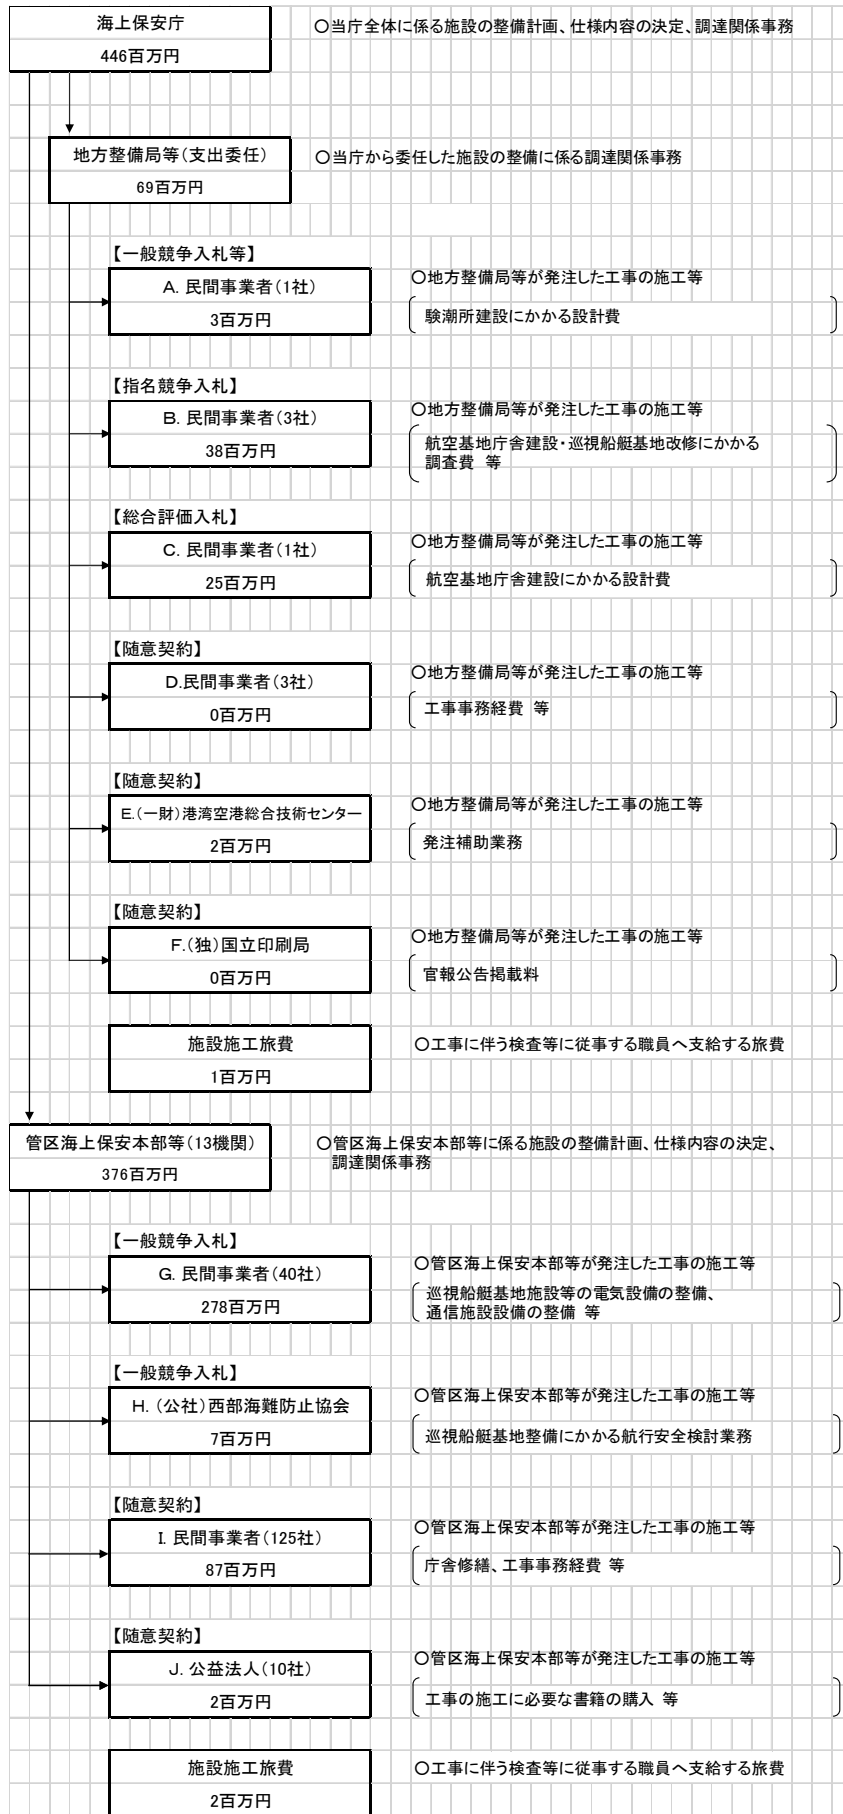 海上保安庁
446百万円
○当庁全体に係る施設の整備計画、仕様内容の決定、調達関係事務
地方整備局等(支出委任)
69百万円
○当庁から委任した施設の整備に係る調達関係事務
【一般競争入札等】
A. 民間事業者(1社)
3百万円
○地方整備局等が発注した工事の施工等
験潮所建設にかかる設計費
【指名競争入札】
B. 民間事業者(3社)
38百万円
○地方整備局等が発注した工事の施工等
航空基地庁舎建設・巡視船艇基地改修にかかる
調査費 等
【総合評価入札】
C. 民間事業者(1社)
25百万円
○地方整備局等が発注した工事の施工等
航空基地庁舎建設にかかる設計費
【随意契約】
D.民間事業者(3社)
0百万円
○地方整備局等が発注した工事の施工等
工事事務経費 等
【随意契約】
E.(一財)港湾空港総合技術センター
2百万円
○地方整備局等が発注した工事の施工等
発注補助業務
【随意契約】
F.(独)国立印刷局
0百万円
○地方整備局等が発注した工事の施工等
官報公告掲載料
施設施工旅費
1百万円
○工事に伴う検査等に従事する職員へ支給する旅費
管区海上保安本部等(13機関)
376百万円
○管区海上保安本部等に係る施設の整備計画、仕様内容の決定、
調達関係事務
【一般競争入札】
G. 民間事業者(40社)
278百万円
○管区海上保安本部等が発注した工事の施工等
巡視船艇基地施設等の電気設備の整備、
通信施設設備の整備 等
【一般競争入札】
H. (公社)西部海難防止協会
7百万円
○管区海上保安本部等が発注した工事の施工等
巡視船艇基地整備にかかる航行安全検討業務
【随意契約】
I. 民間事業者(125社)
87百万円
○管区海上保安本部等が発注した工事の施工等
庁舎修繕、工事事務経費 等
【随意契約】
J. 公益法人(10社)
2百万円
○管区海上保安本部等が発注した工事の施工等
工事の施工に必要な書籍の購入 等
施設施工旅費
2百万円
○工事に伴う検査等に従事する職員へ支給する旅費